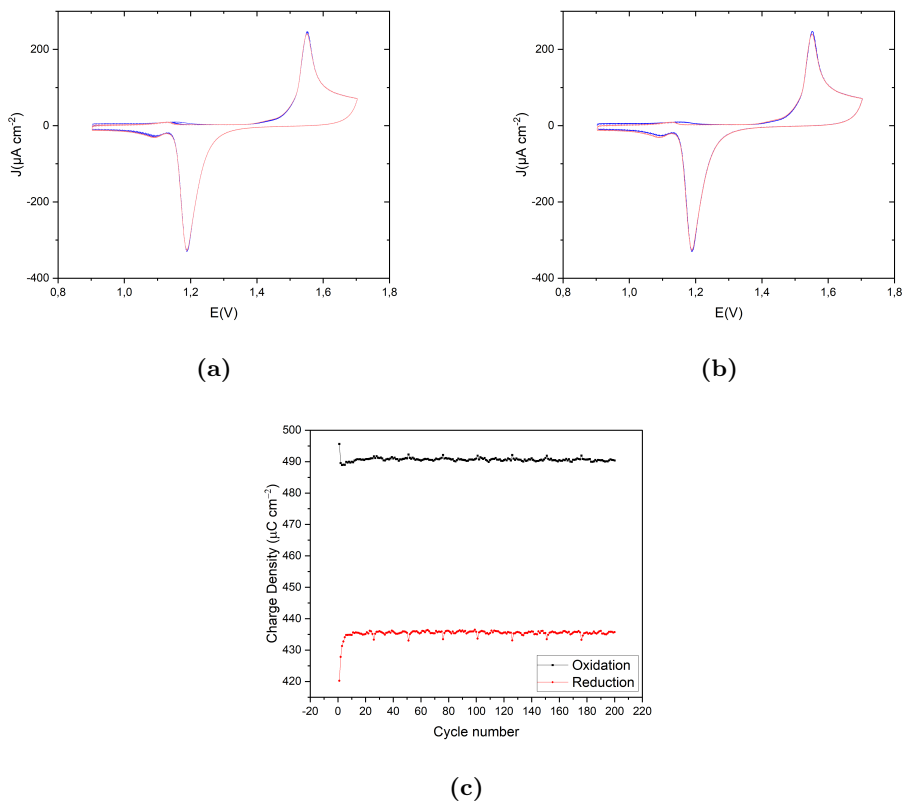 200
0
-200
-400
J(µA cm⁻²)
0,8 1,0 1,2 1,4 1,6 1,8
E(V)
(a)
200
0
-200
-400
J(µA cm⁻²)
0,8 1,0 1,2 1,4 1,6 1,8
E(V)
(b)
500
490
480
470
460
450
440
430
420
Charge Density (µC cm⁻²)
Oxidation
Reduction
-20 0 20 40 60 80 100 120 140 160 180 200 220
Cycle number
(c)